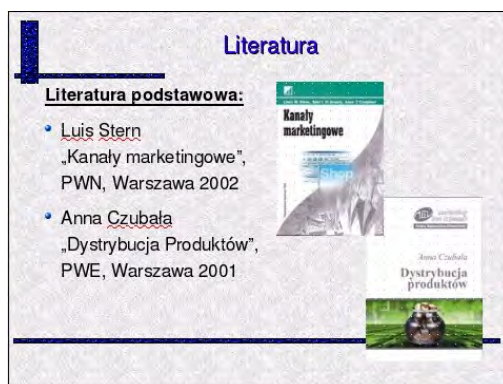 Literatura
Literatura podstawowa:
Luis Stern
„Kanały marketingowe”,
PWN, Warszawa 2002
Anna Czubała
„Dystrybucja Produktów”,
PWE, Warszawa 2001
Kanały
marketingowe
Shop
Anna Czubała
Dystrybucja
produktów